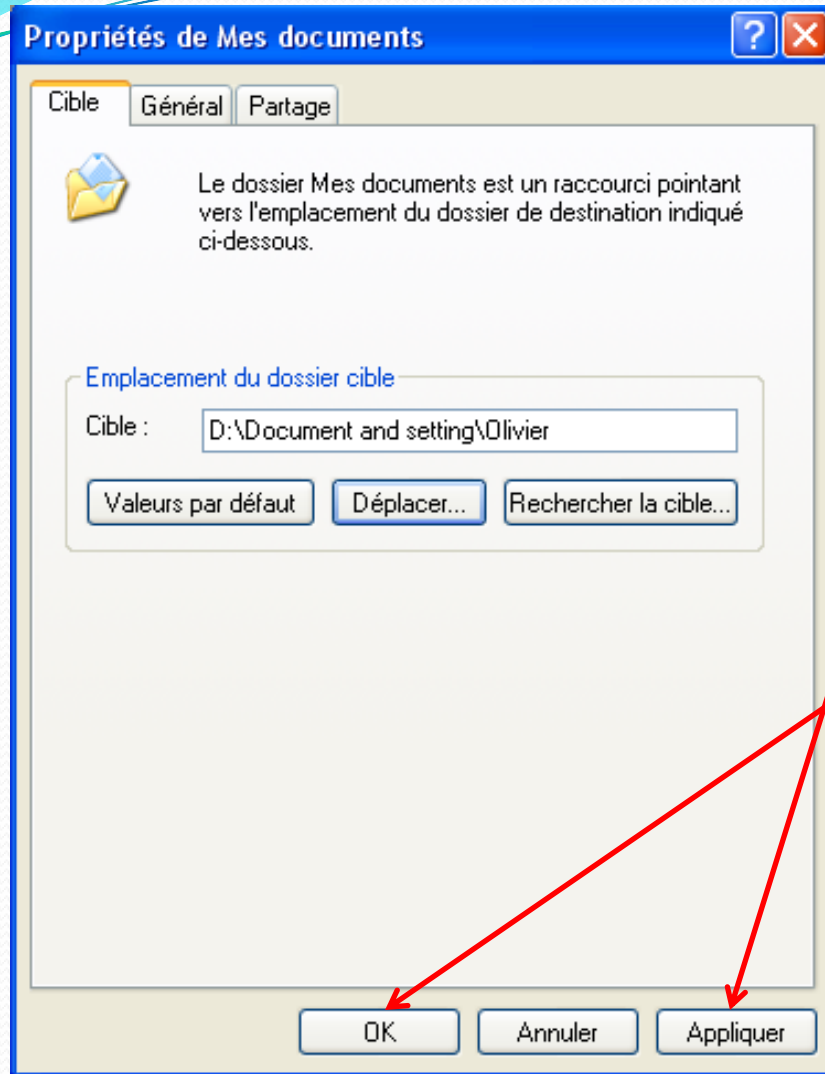 Propriétés de Mes documents
Cible Général Partage
Le dossier Mes documents est un raccourci pointant
vers l'emplacement du dossier de destination indiqué
ci-dessous.
Emplacement du dossier cible
Cible : D:\Document and setting\Olivier
Valeurs par défaut Déplacer... Rechercher la cible...
OK Annuler Appliquer